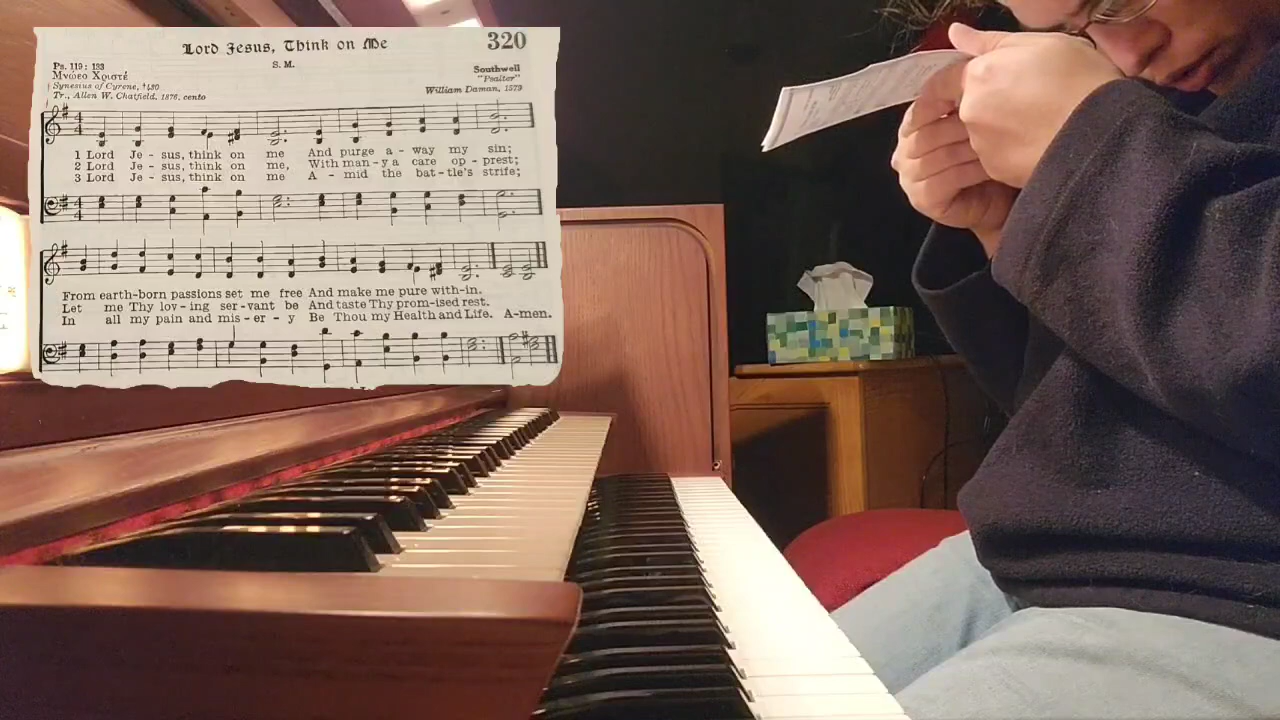 Lord Jesus, Think on Me 320
Ps. 119: 133 S. M.
Μνώεο Χριστέ Southwell
Synesius of Cyrene, †430 "Psalter"
Tr., Allen W. Chatfield, 1876, cento William Daman, 1579
1 Lord Je - sus, think on me And purge a - way my sin;
2 Lord Je - sus, think on me, With man - y a care op - prest;
3 Lord Je - sus, think on me A - mid the bat - tle's strife;
From earth-born passions set me free And make me pure with-in.
Let me Thy lov - ing ser - vant be And taste Thy prom-ised rest.
In all my pain and mis - er - y Be Thou my Health and Life. A-men.